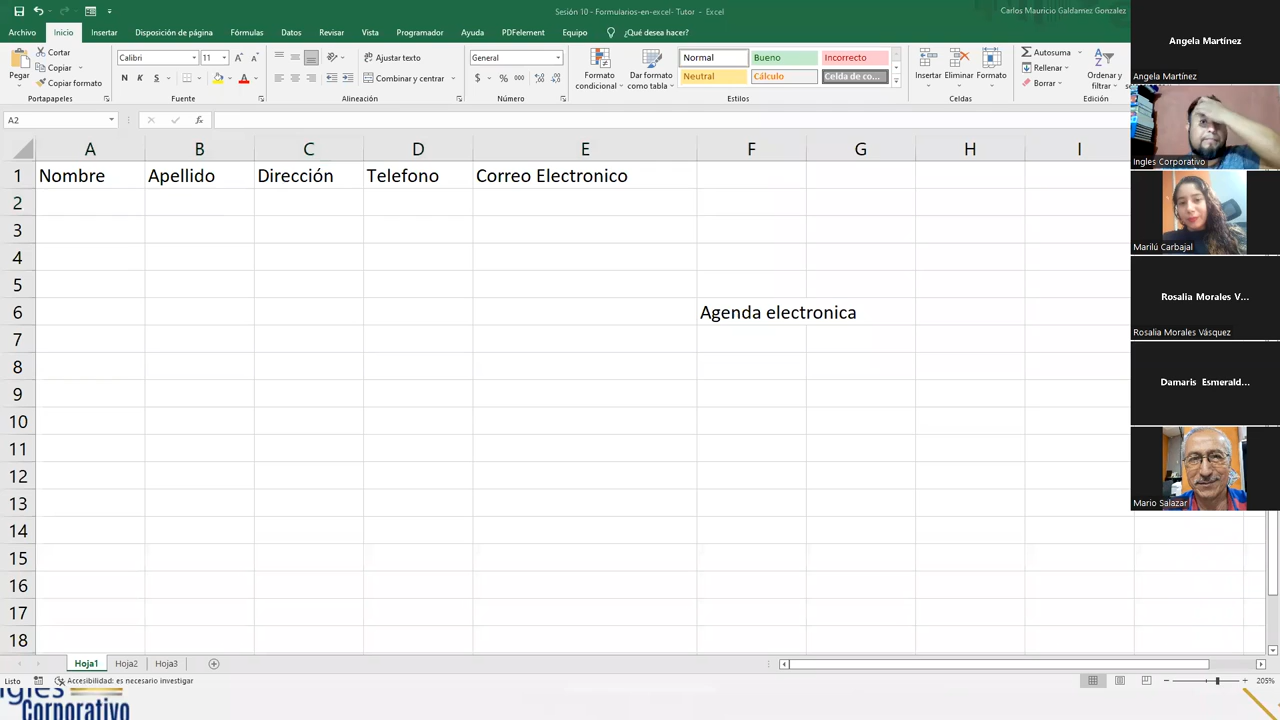 Sesión 10 - Formularios-en-excel- Tutor - Excel
Carlos Mauricio Galdamez Gonzalez
Archivo Inicio Insertar Disposición de página Fórmulas Datos Revisar Vista Programador Ayuda PDFelement Equipo ¿Qué desea hacer?
Pegar
Cortar
Copiar
Copiar formato
Portapapeles
Calibri 11
N K S
Fuente
Ajustar texto
Combinar y centrar
Alineación
General
$ % 000
Número
Formato condicional
Dar formato como tabla
Normal Bueno Incorrecto
Neutral Cálculo Celda de co...
Estilos
Insertar Eliminar Formato
Celdas
Autosuma
Rellenar
Borrar
Ordenar y filtrar
Edición
A2 fx
A B C D E F G H I
1 Nombre Apellido Dirección Telefono Correo Electronico
2
3
4
5
6 Agenda electronica
7
8
9
10
11
12
13
14
15
16
17
18
Hoja1 Hoja2 Hoja3
Listo Accesibilidad: es necesario investigar 205%
Angela Martínez
Angela Martínez
Ingles Corporativo
Marilú Carbajal
Rosalia Morales V...
Rosalia Morales Vásquez
Damaris Esmerald...
Mario Salazar
Ingles
Corporativo